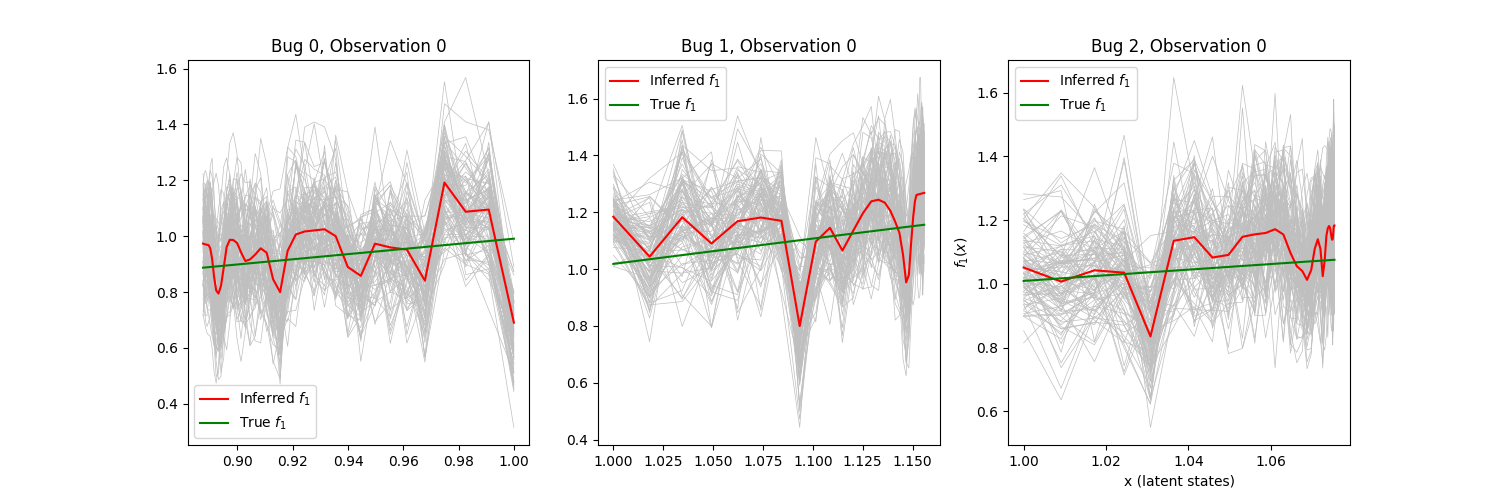 Bug 0, Observation 0
1.6
1.4
1.2
1.0
0.8
0.6
0.4
Inferred f₁
True f₁
0.90 0.92 0.94 0.96 0.98 1.00
Bug 1, Observation 0
Inferred f₁
True f₁
1.6
1.4
1.2
1.0
0.8
0.6
0.4
1.000 1.025 1.050 1.075 1.100 1.125 1.150
Bug 2, Observation 0
Inferred f₁
True f₁
f₁(x)
1.6
1.4
1.2
1.0
0.8
0.6
1.00 1.02 1.04 1.06
x (latent states)